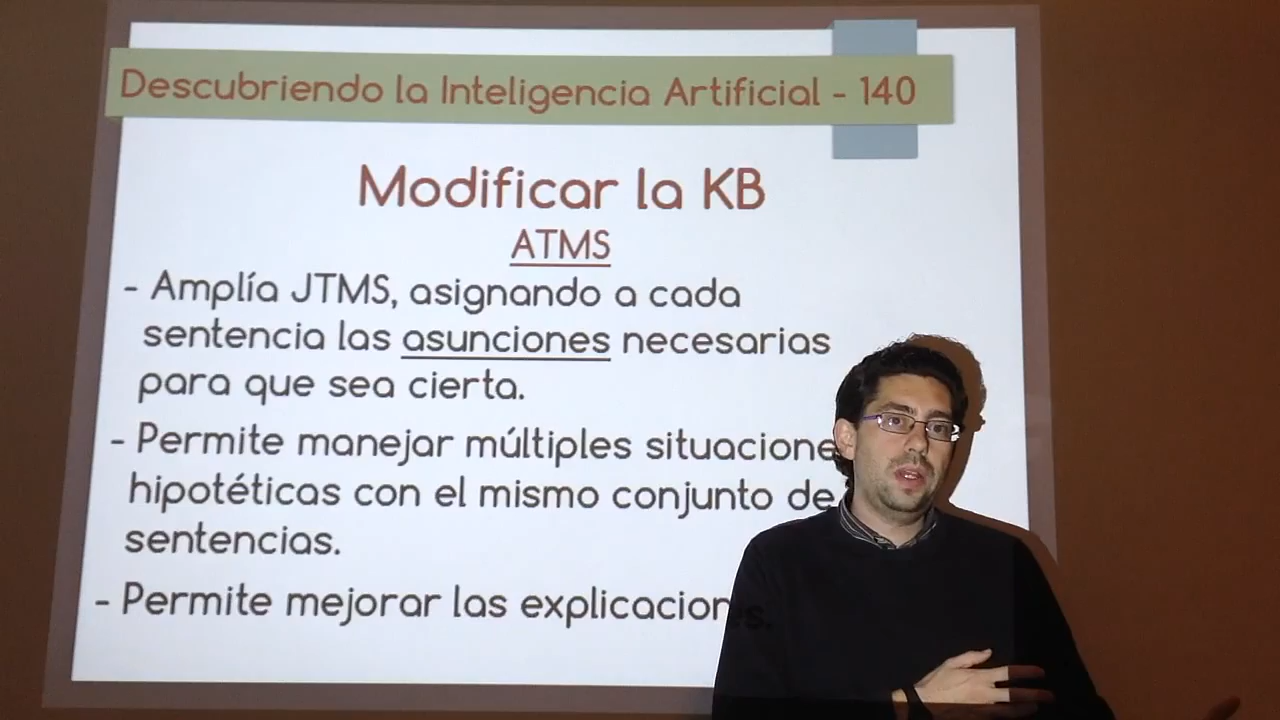 Descubriendo la Inteligencia Artificial - 140
Modificar la KB
ATMS
- Amplía JTMS, asignando a cada
sentencia las asunciones necesarias
para que sea cierta.
- Permite manejar múltiples situacione
hipotéticas con el mismo conjunto de
sentencias.
- Permite mejorar las explicaciones.